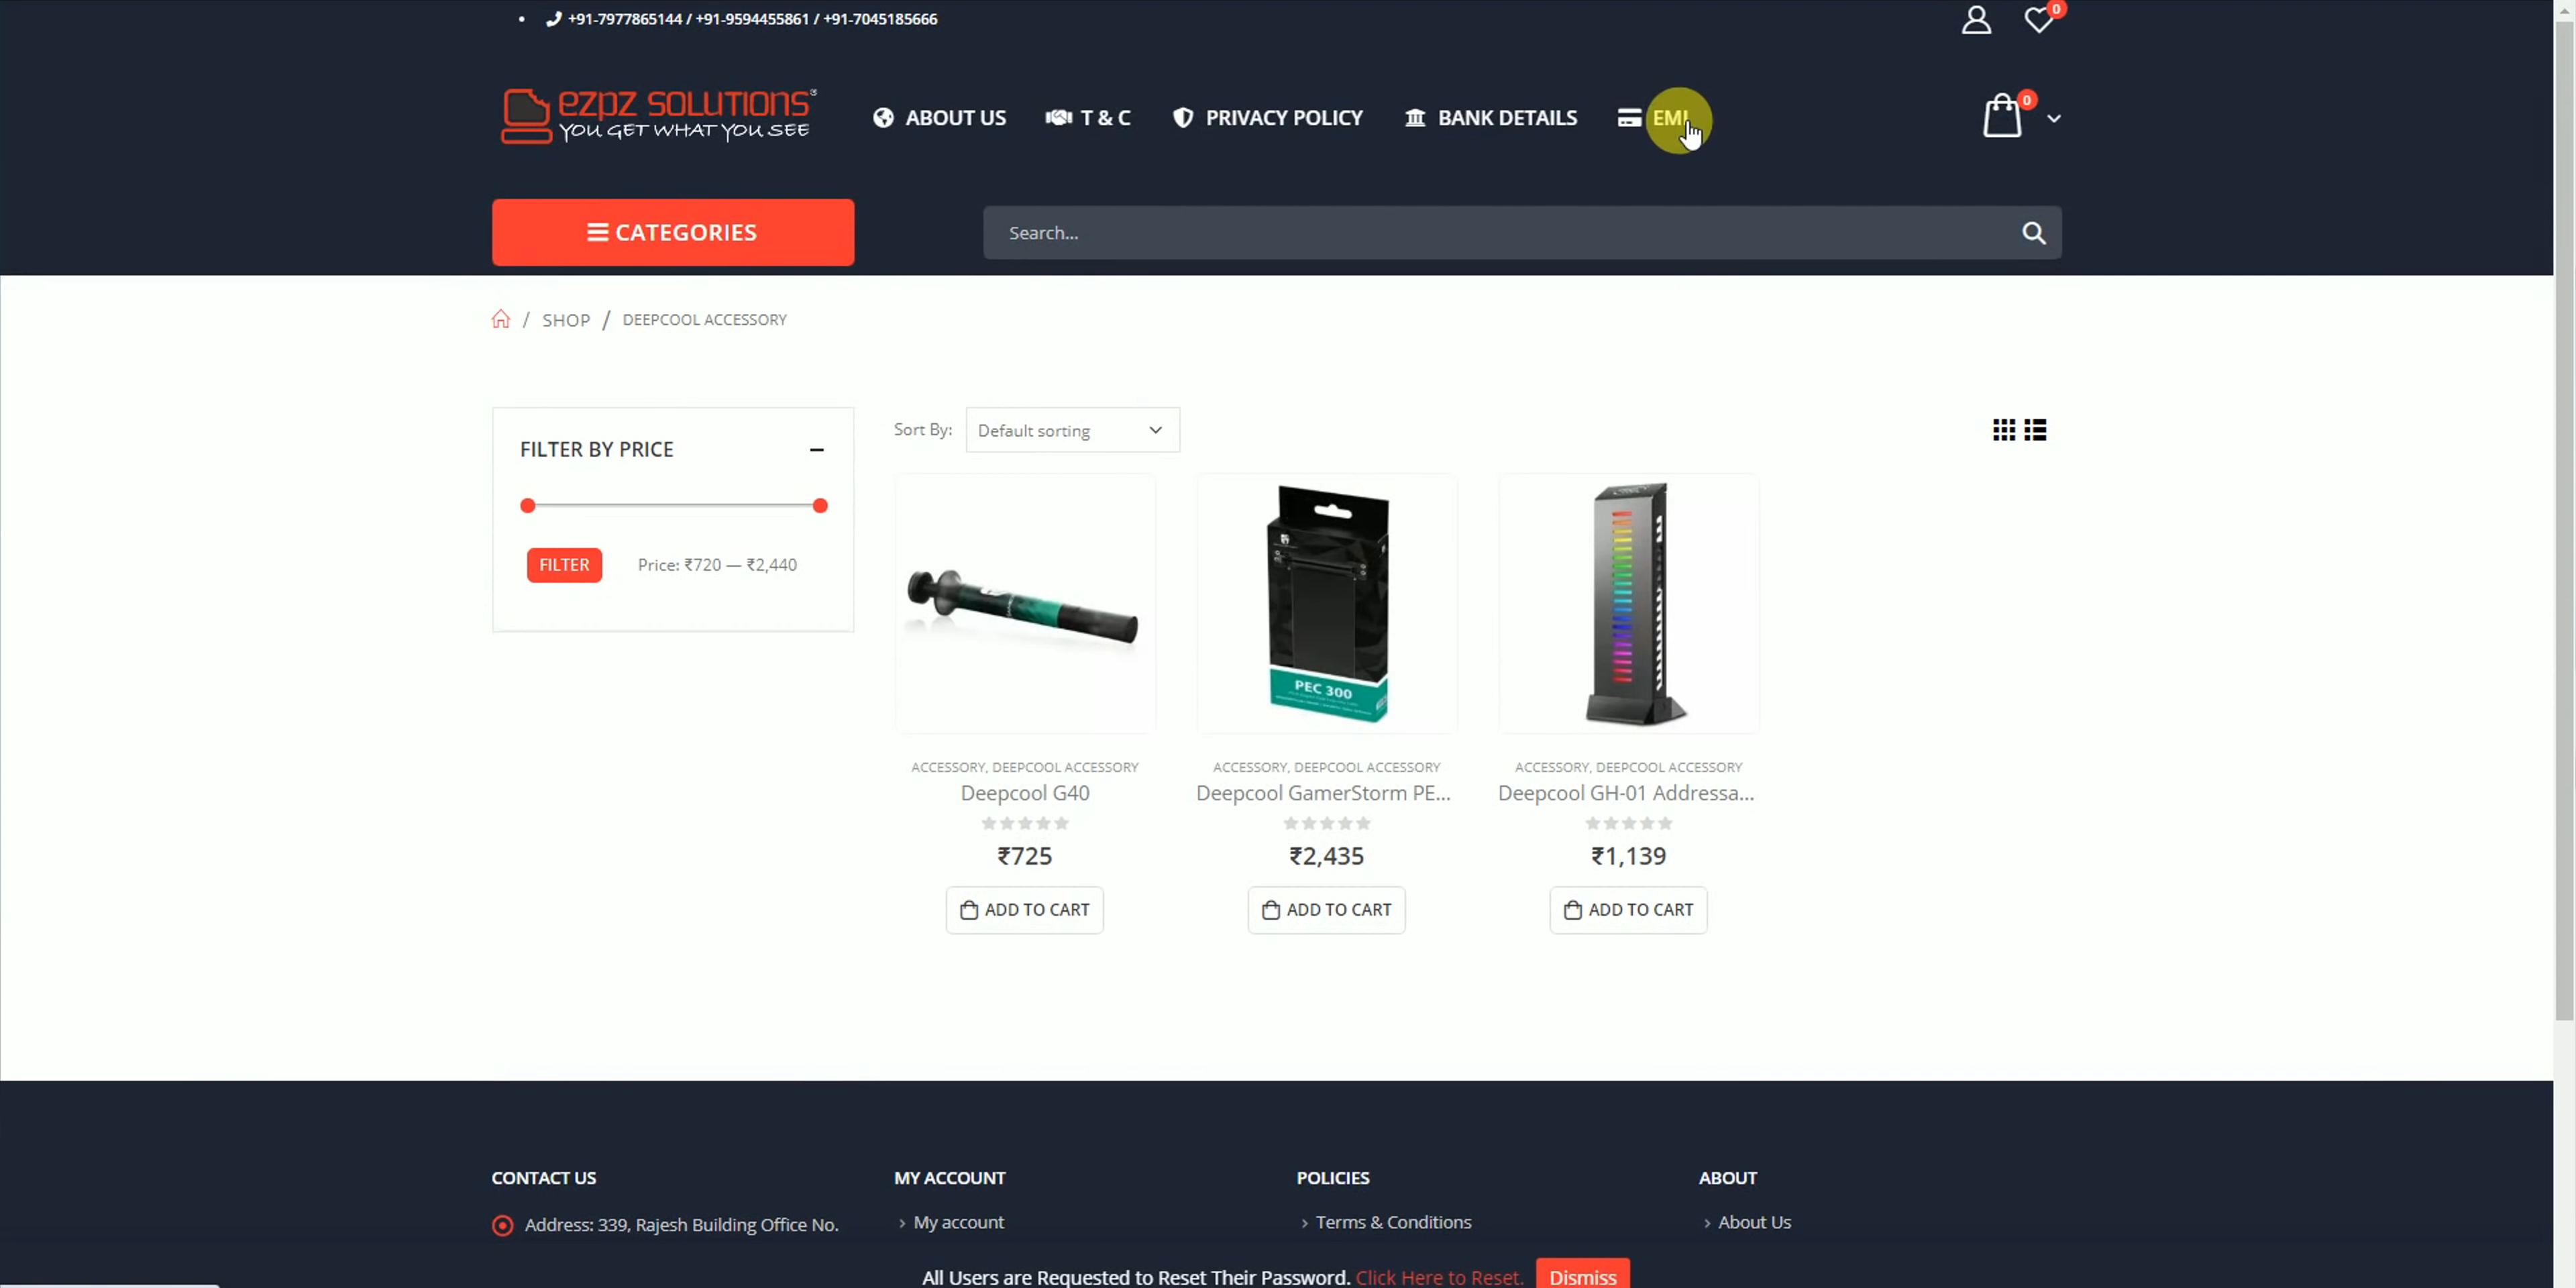 +91-7977865144 / +91-9594455861 / +91-7045185666
0
ezpz SOLUTIONS
YOU GET WHAT YOU SEE
ABOUT US
T & C
PRIVACY POLICY
BANK DETAILS
EMI
0
CATEGORIES
Search...
/ SHOP / DEEPCOOL ACCESSORY
FILTER BY PRICE
FILTER
Price: ₹720 — ₹2,440
Sort By:
Default sorting
PEC 300
ACCESSORY, DEEPCOOL ACCESSORY
Deepcool G40
₹725
ADD TO CART
ACCESSORY, DEEPCOOL ACCESSORY
Deepcool GamerStorm PE...
₹2,435
ADD TO CART
ACCESSORY, DEEPCOOL ACCESSORY
Deepcool GH-01 Addressa...
₹1,139
ADD TO CART
CONTACT US
Address: 339, Rajesh Building Office No.
MY ACCOUNT
My account
POLICIES
Terms & Conditions
ABOUT
About Us
All Users are Requested to Reset Their Password. Click Here to Reset.
Dismiss